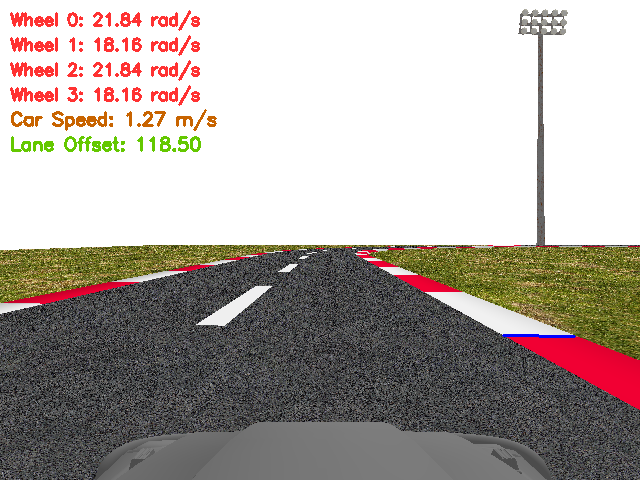 Wheel 0: 21.84 rad/s
Wheel 1: 18.16 rad/s
Wheel 2: 21.84 rad/s
Wheel 3: 18.16 rad/s
Car Speed: 1.27 m/s
Lane Offset: 118.50